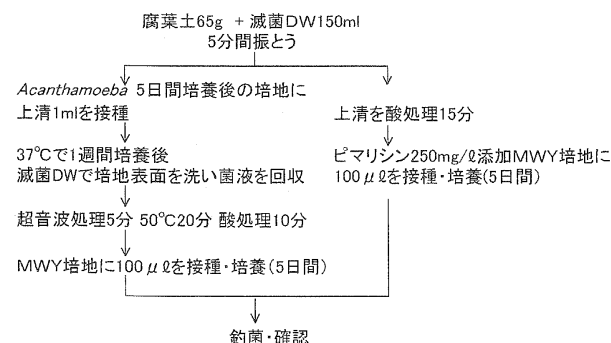 腐葉土65g + 滅菌DW150ml
5分間振とう
Acanthamoeba 5日間培養後の培地に
上清1mlを接種
37℃で1週間培養後
滅菌DWで培地表面を洗い菌液を回収
超音波処理5分 50℃20分 酸処理10分
MWY培地に100μℓを接種・培養(5日間)
上清を酸処理15分
ピマリシン250mg/ℓ添加MWY培地に
100μℓを接種・培養(5日間)
釣菌・確認